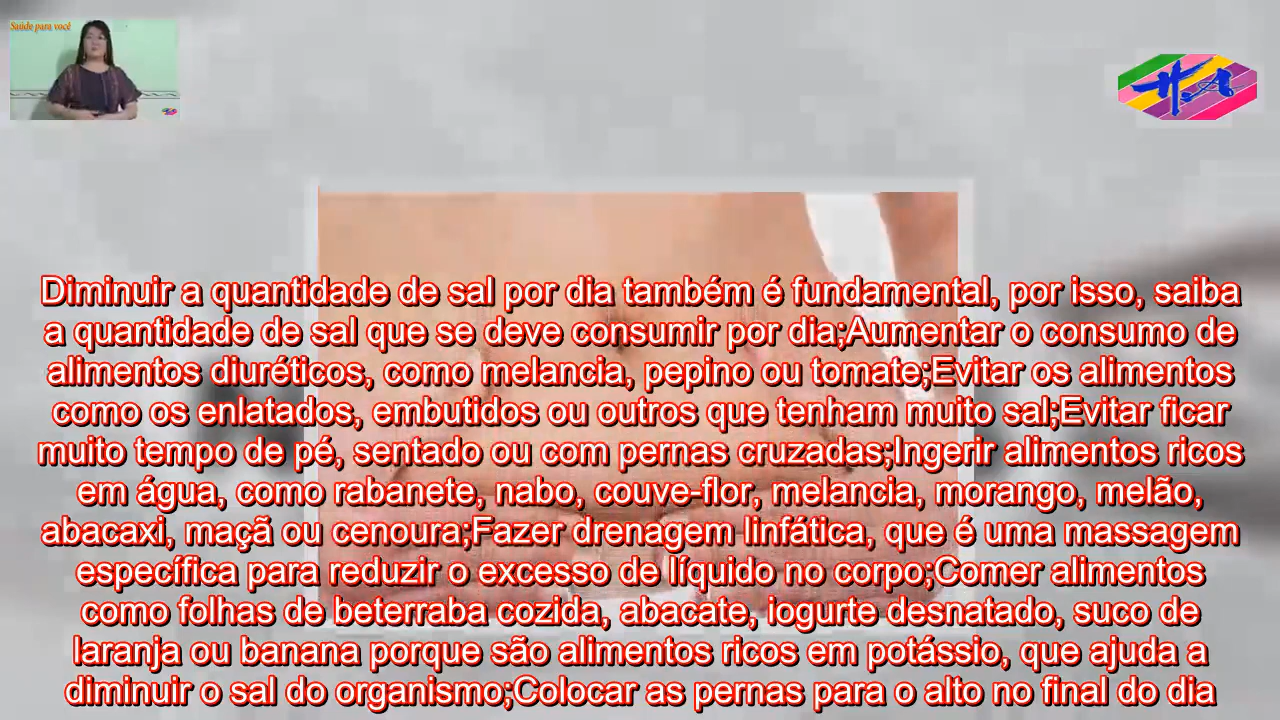 Saúde para você
H.A
Diminuir a quantidade de sal por dia também é fundamental, por isso, saiba
a quantidade de sal que se deve consumir por dia;Aumentar o consumo de
alimentos diuréticos, como melancia, pepino ou tomate;Evitar os alimentos
como os enlatados, embutidos ou outros que tenham muito sal;Evitar ficar
muito tempo de pé, sentado ou com pernas cruzadas;Ingerir alimentos ricos
em água, como rabanete, nabo, couve-flor, melancia, morango, melão,
abacaxi, maçã ou cenoura;Fazer drenagem linfática, que é uma massagem
específica para reduzir o excesso de líquido no corpo;Comer alimentos
como folhas de beterraba cozida, abacate, iogurte desnatado, suco de
laranja ou banana porque são alimentos ricos em potássio, que ajuda a
diminuir o sal do organismo;Colocar as pernas para o alto no final do dia